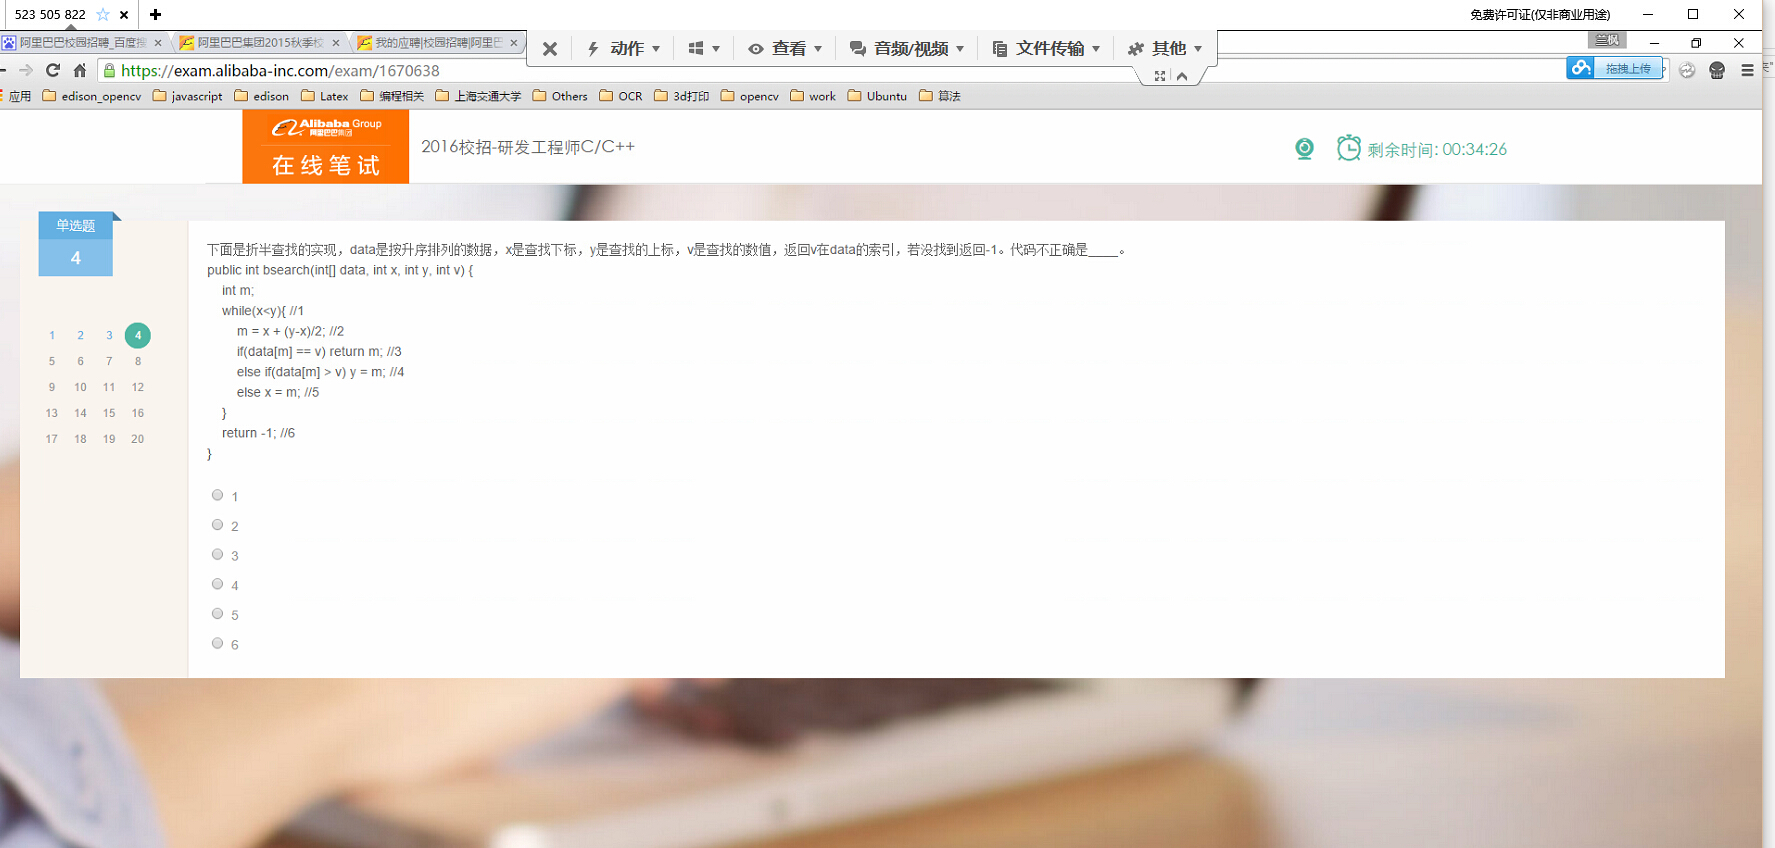 523 505 822
免费许可证(仅非商业用途)
阿里巴巴校园招聘_百度搜
阿里巴巴集团2015秋季校
我的应聘|校园招聘|阿里巴
动作
查看
音频/视频
文件传输
其他
兰枫
https://exam.alibaba-inc.com/exam/1670638
拖拽上传
应用
edison_opencv
javascript
edison
Latex
编程相关
上海交通大学
Others
OCR
3d打印
opencv
work
Ubuntu
算法
Alibaba Group
阿里巴巴集团
在线笔试
2016校招-研发工程师C/C++
剩余时间: 00:34:26
单选题
4
1 2 3 4
5 6 7 8
9 10 11 12
13 14 15 16
17 18 19 20
下面是折半查找的实现，data是按升序排列的数据，x是查找下标，y是查找的上标，v是查找的数值，返回v在data的索引，若没找到返回-1。代码不正确是____。
public int bsearch(int[] data, int x, int y, int v) {
int m;
while(x<y){ //1
m = x + (y-x)/2; //2
if(data[m] == v) return m; //3
else if(data[m] > v) y = m; //4
else x = m; //5
}
return -1; //6
}
1
2
3
4
5
6